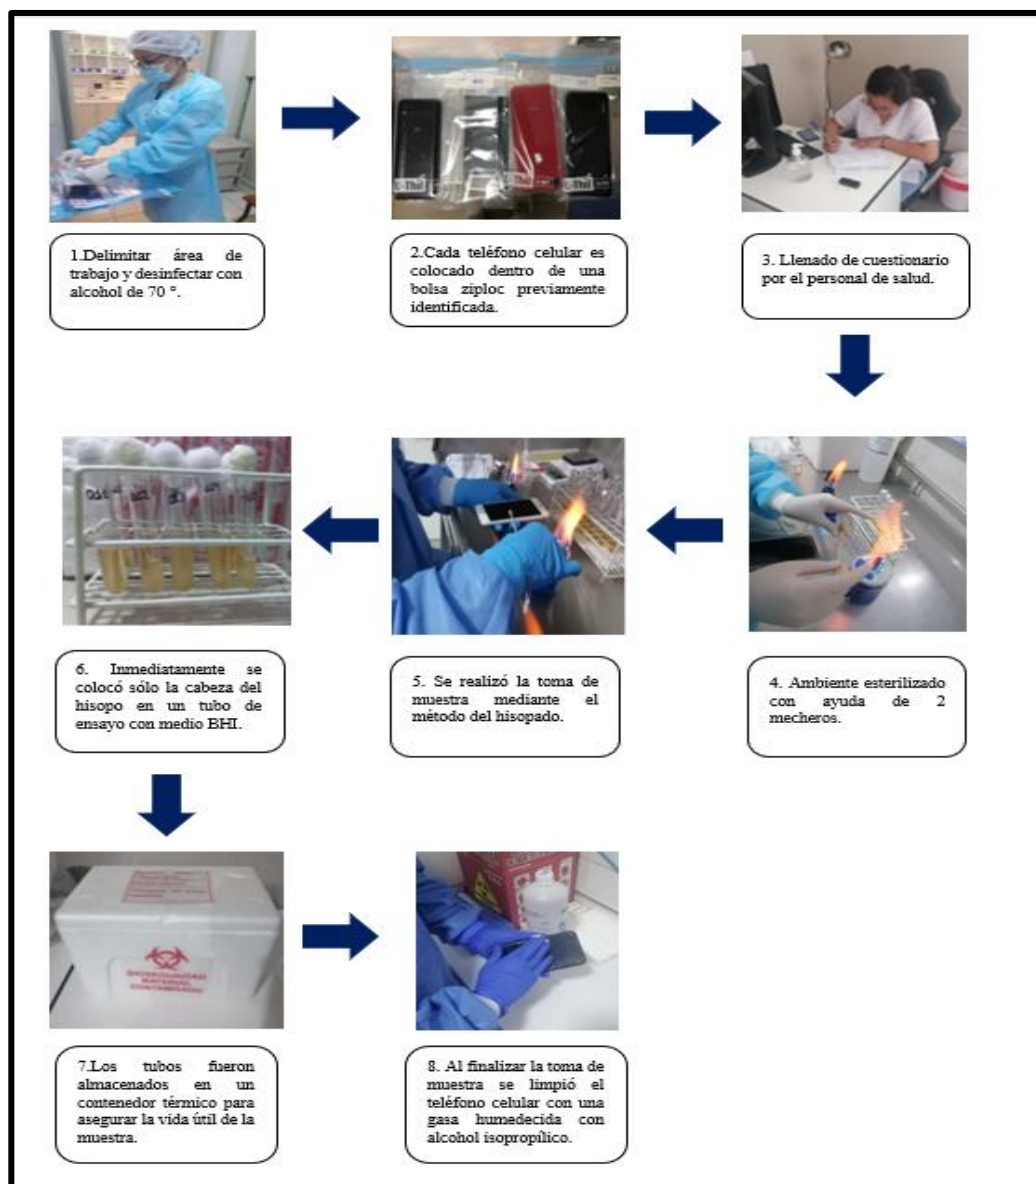 1.Delimitar área de
trabajo y desinfectar con
alcohol de 70 °.
2.Cada teléfono celular es
colocado dentro de una
bolsa ziploc previamente
identificada.
3. Llenado de cuestionario
por el personal de salud.
4. Ambiente esterilizado
con ayuda de 2
mecheros.
5. Se realizó la toma de
muestra mediante el
método del hisopado.
6. Inmediatamente se
colocó sólo la cabeza del
hisopo en un tubo de
ensayo con medio BHI.
BIOSEGURIDAD
MATERIAL
CONTAMINADO
7.Los tubos fueron
almacenados en un
contenedor térmico para
asegurar la vida útil de la
muestra.
8. Al finalizar la toma de
muestra se limpió el
teléfono celular con una
gasa humedecida con
alcohol isopropílico.